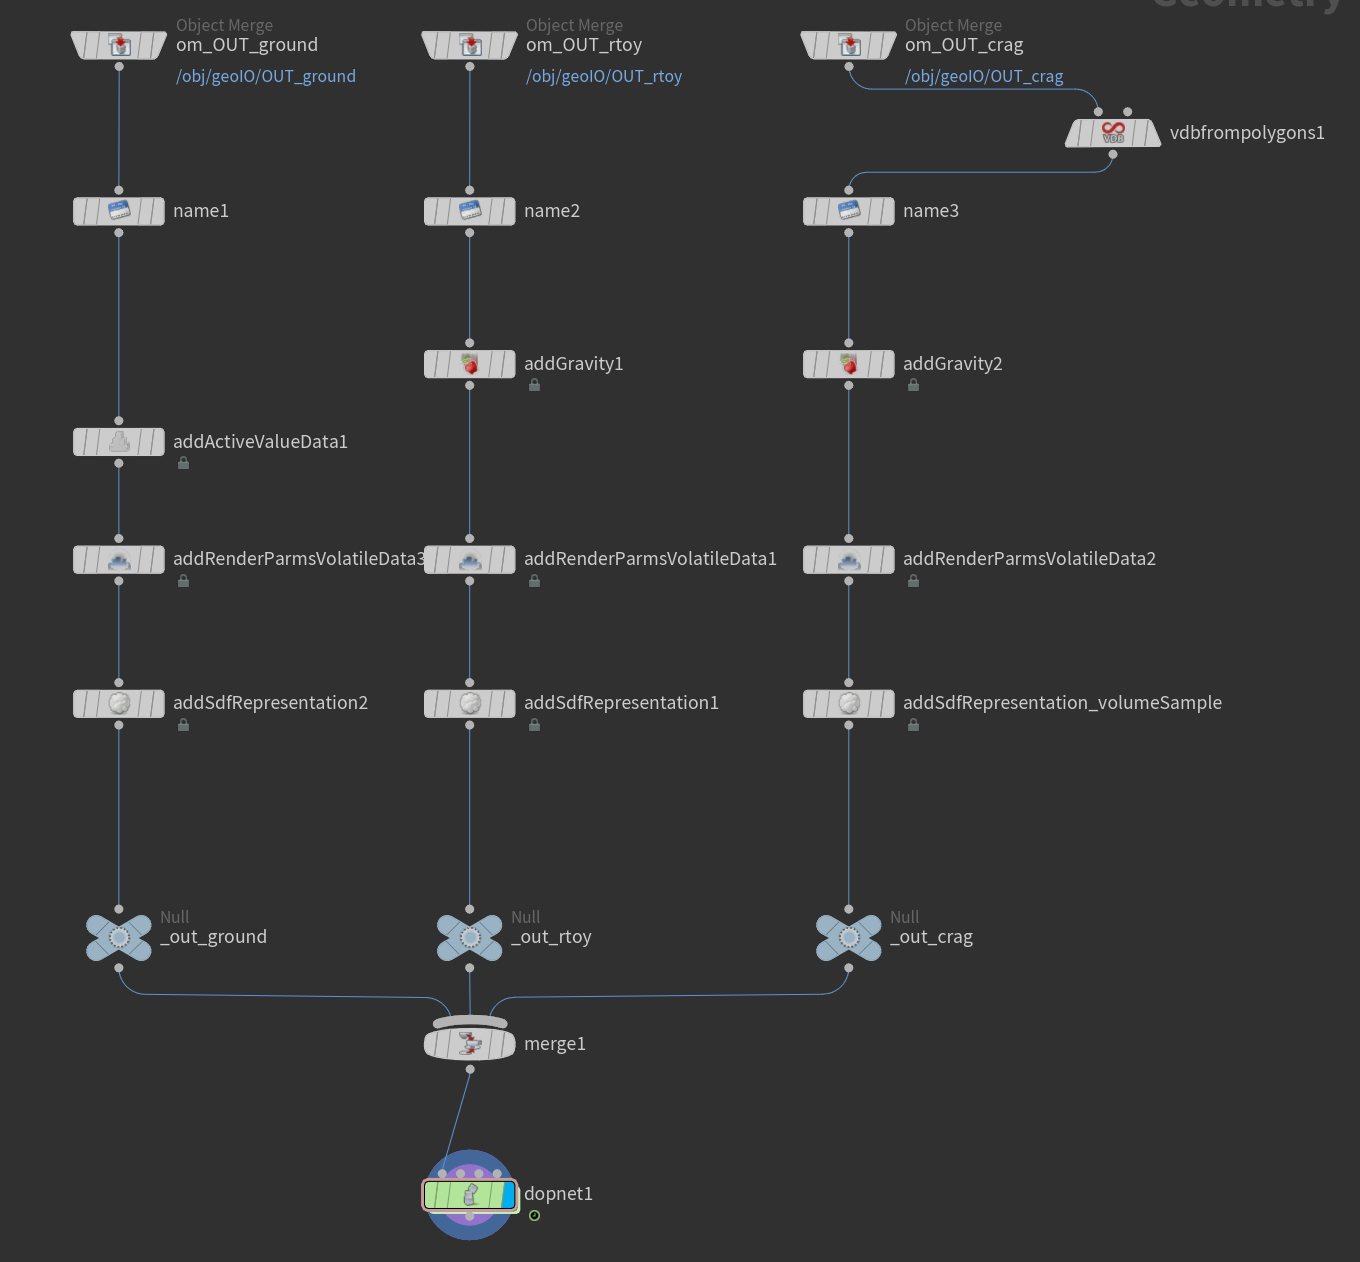 Geometry
Object Merge
om_OUT_ground
/obj/geoIO/OUT_ground
Object Merge
om_OUT_rtoy
/obj/geoIO/OUT_rtoy
Object Merge
om_OUT_crag
/obj/geoIO/OUT_crag
VDB
vdbfrompolygons1
name1
name2
name3
addGravity1
addGravity2
addActiveValueData1
addRenderParmsVolatileData3
addRenderParmsVolatileData1
addRenderParmsVolatileData2
addSdfRepresentation2
addSdfRepresentation1
addSdfRepresentation_volumeSample
Null
_out_ground
Null
_out_rtoy
Null
_out_crag
merge1
dopnet1